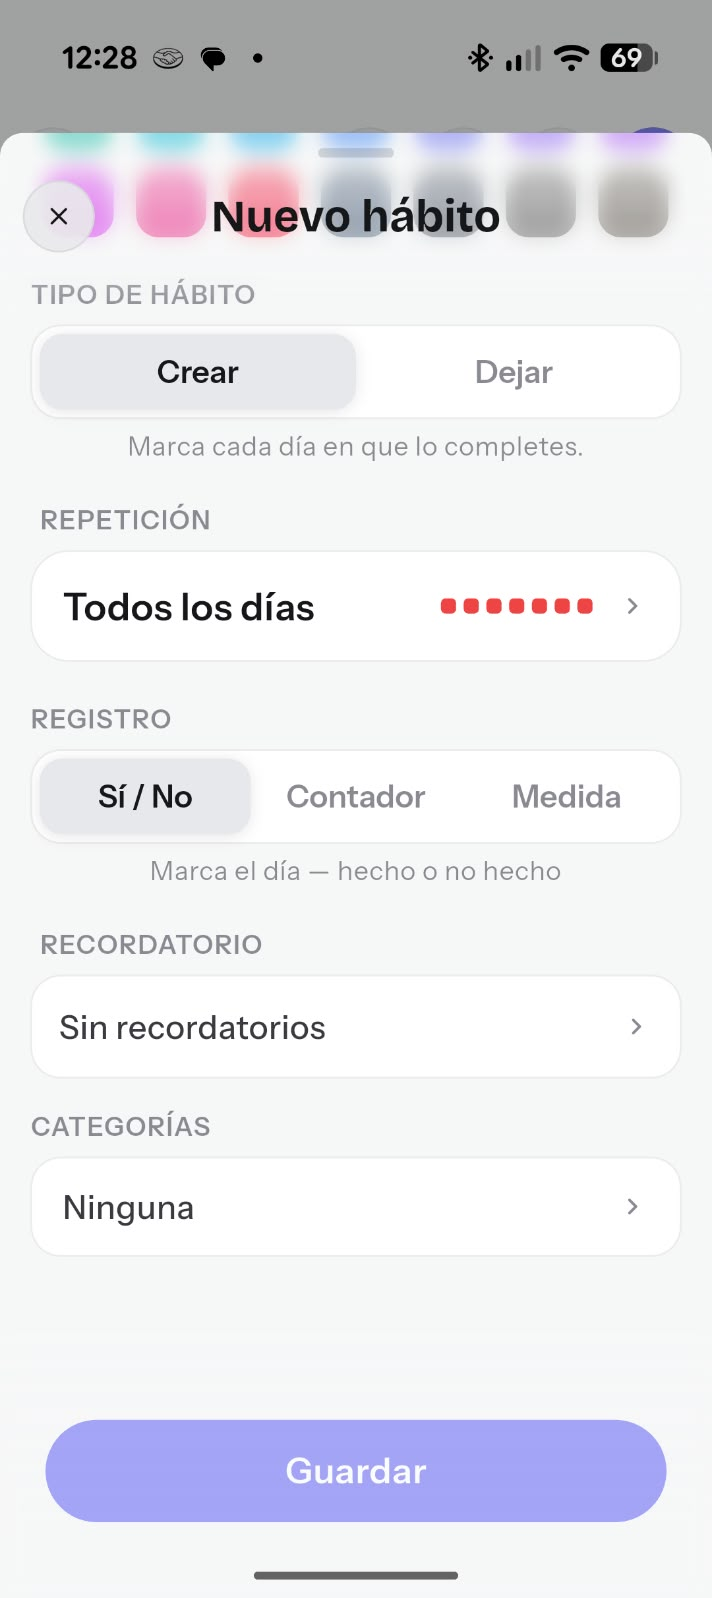 12:28
69
Nuevo hábito
TIPO DE HÁBITO
Crear
Dejar
Marca cada día en que lo completes.
REPETICIÓN
Todos los días
REGISTRO
Sí / No
Contador
Medida
Marca el día — hecho o no hecho
RECORDATORIO
Sin recordatorios
CATEGORÍAS
Ninguna
Guardar